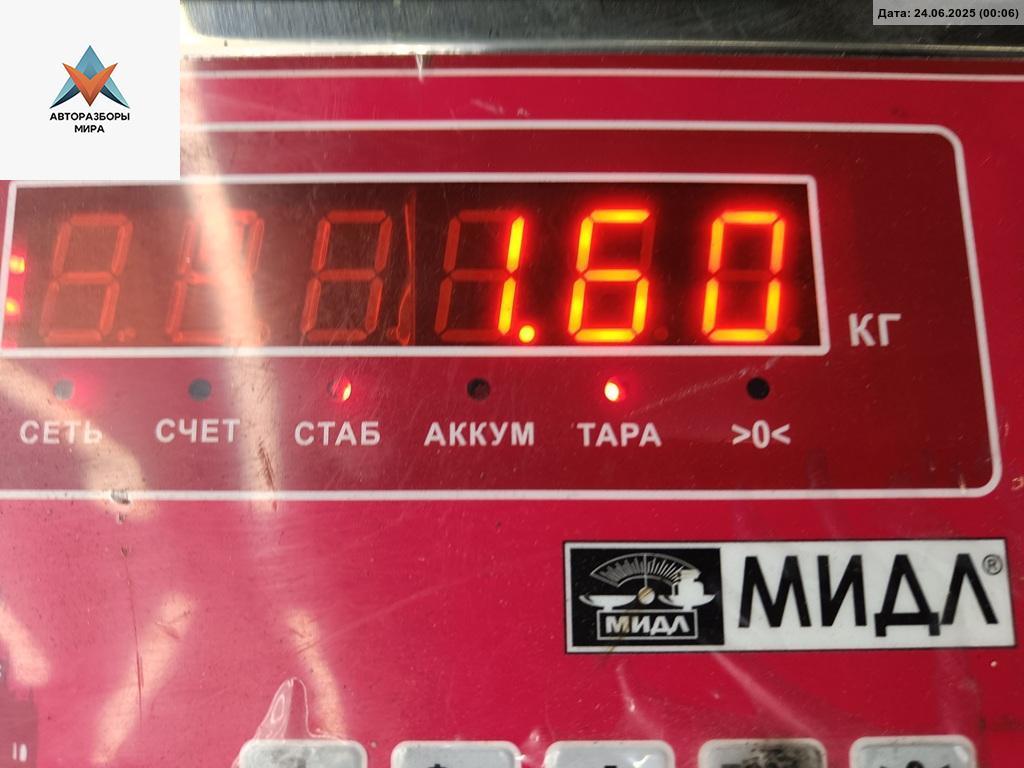 Дата: 24.06.2025 (00:06)
АВТОРАЗБОРЫ
МИРА
1.60
КГ
СЕТЬ СЧЕТ СТАБ АККУМ ТАРА >0<
МИДЛ МИДЛ®